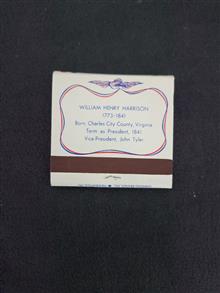 WILLIAM HENRY HARRISON
1773-1841
Born, Charles City County, Virginia
Term as President, 1841
Vice-President, John Tyler